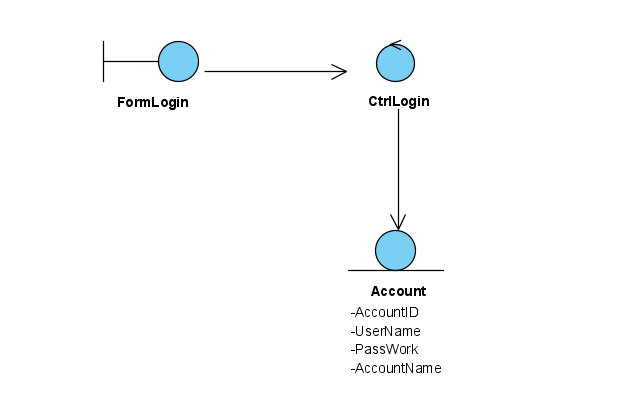 FormLogin
CtrlLogin
Account
-AccountID
-UserName
-PassWork
-AccountName